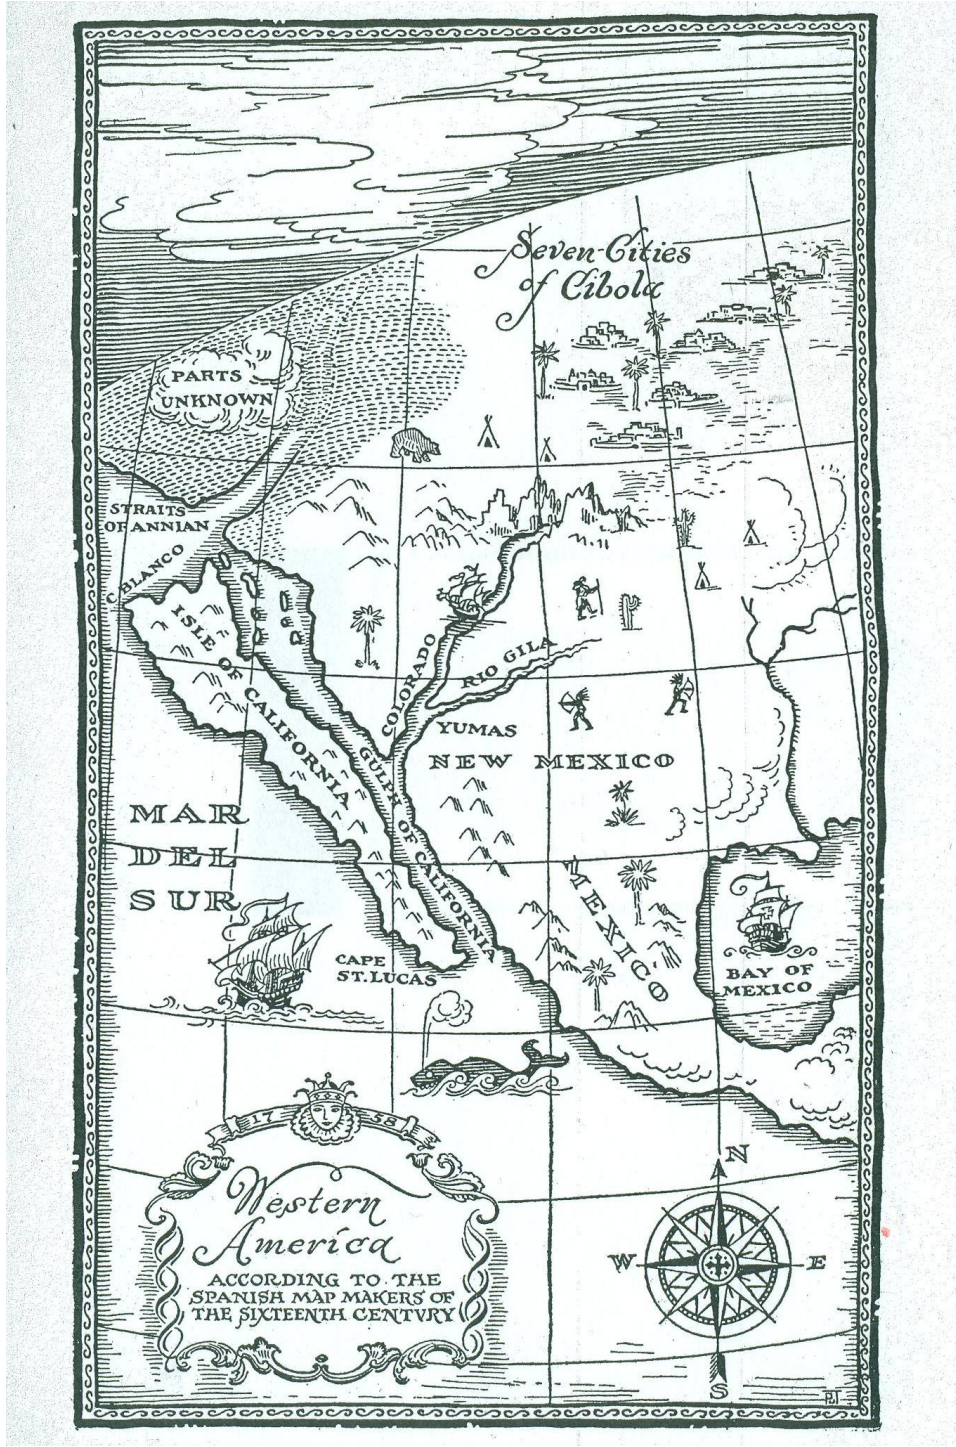 Seven-Cities
of Cibola
PARTS
UNKNOWN
STRAITS
OF ANNIAN
C. BLANCO
ISLE OF CALIFORNIA
COLORADO
RIO GILA
YUMAS
NEW MEXICO
GULPH OF CALIFORNIA
MAR
DEL
SUR
MEXICO
CAPE
ST. LUCAS
BAY OF
MEXICO
17 58
Western
America
ACCORDING TO THE
SPANISH MAP MAKERS OF
THE SIXTEENTH CENTVRY
N
W E
S